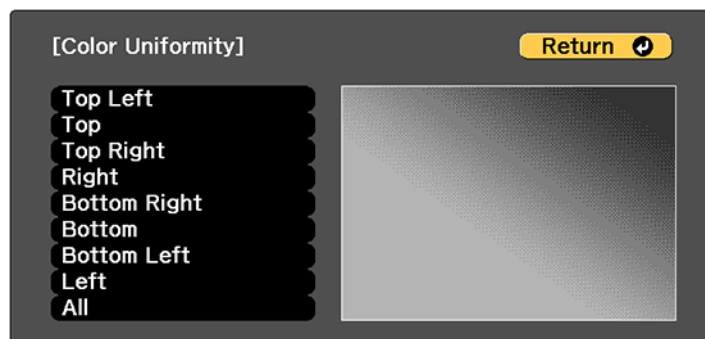 [Color Uniformity]
Return
Top Left
Top
Top Right
Right
Bottom Right
Bottom
Bottom Left
Left
All